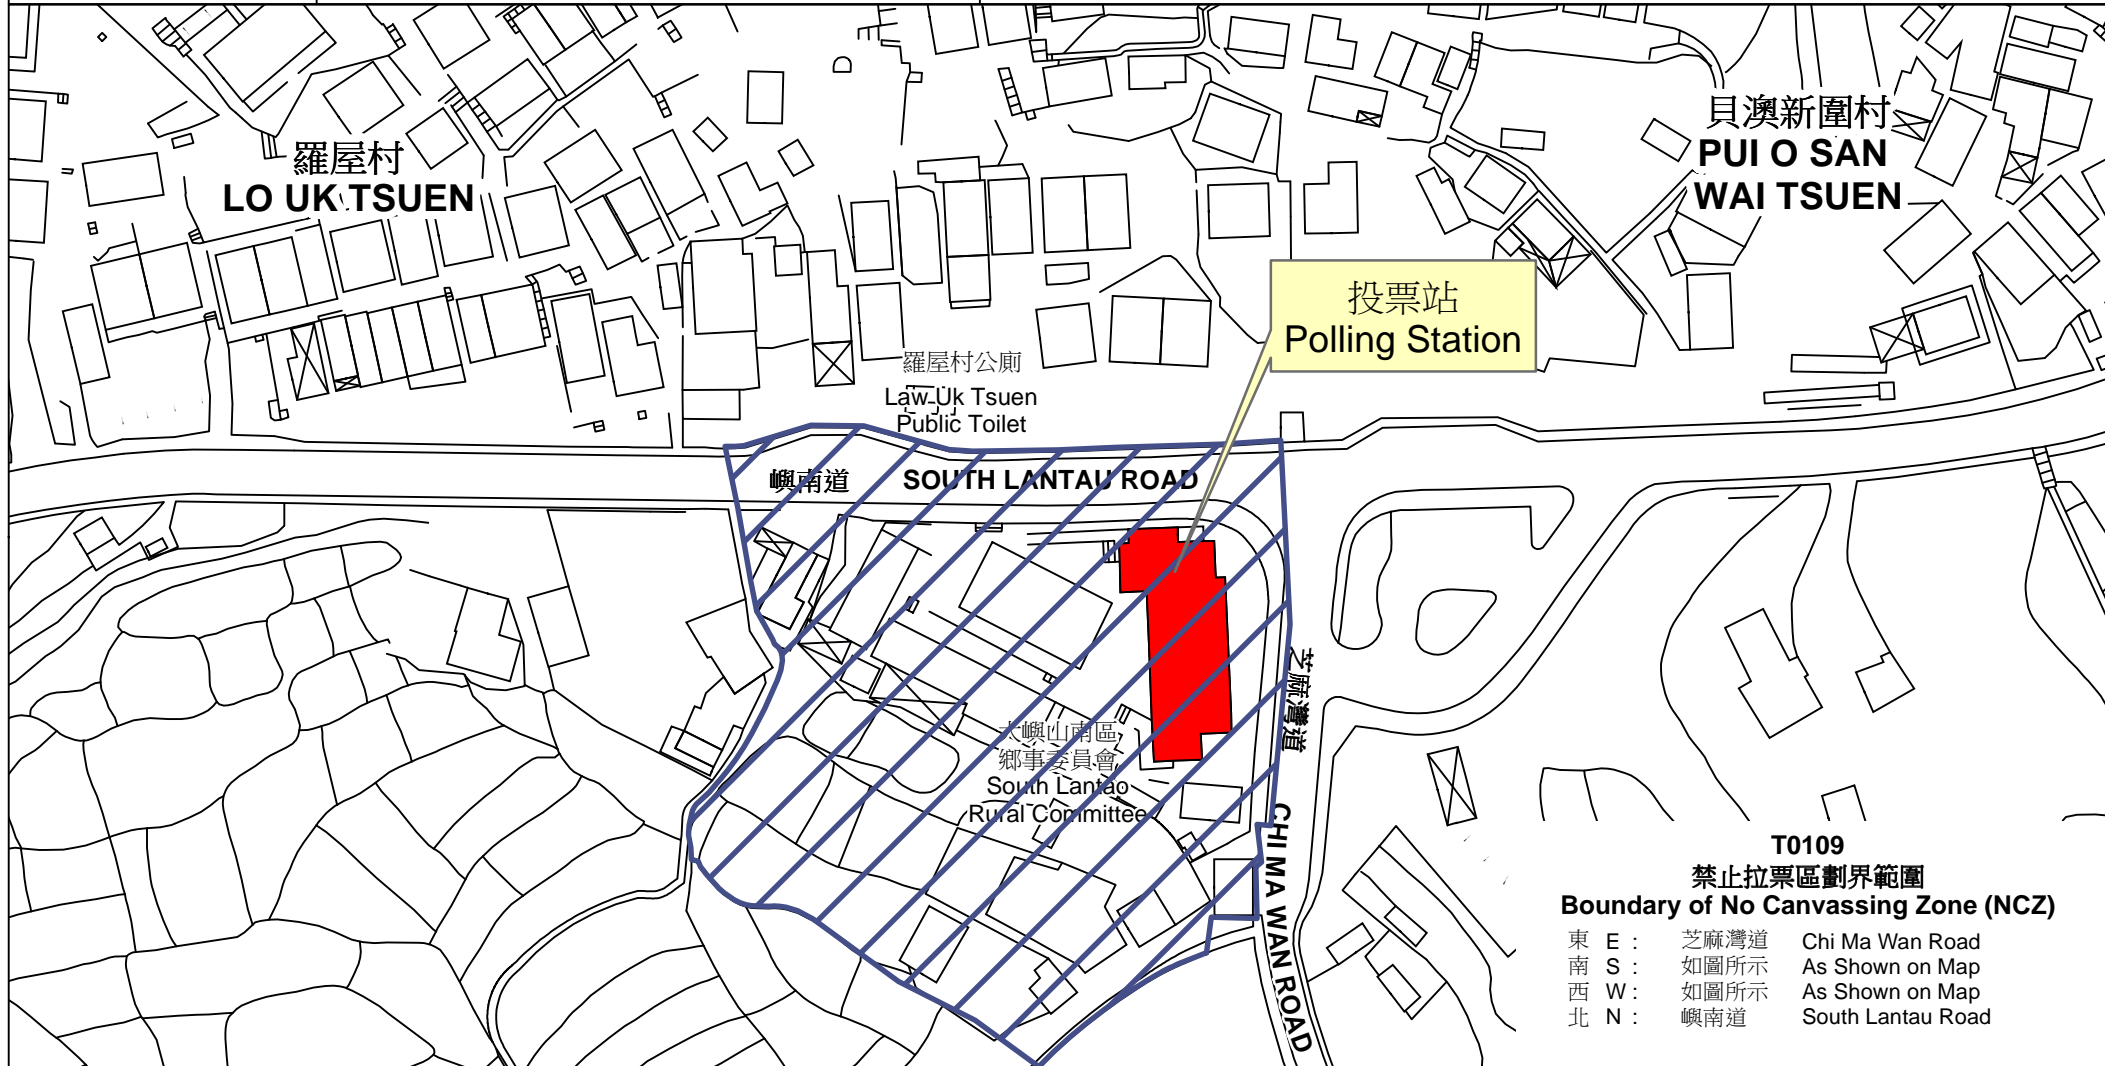 羅屋村
LO UK TSUEN
貝澳新圍村
PUI O SAN
WAI TSUEN
投票站
Polling Station
羅屋村公廁
Law Uk Tsuen
Public Toilet
嶼南道 SOUTH LANTAU ROAD
芝麻灣道
CHI MA WAN ROAD
大嶼山南區
鄉事委員會
South Lantao
Rural Committee
T0109
禁止拉票區劃界範圍
Boundary of No Canvassing Zone (NCZ)
東 E : 芝麻灣道 Chi Ma Wan Road
南 S : 如圖所示 As Shown on Map
西 W : 如圖所示 As Shown on Map
北 N : 嶼南道 South Lantau Road